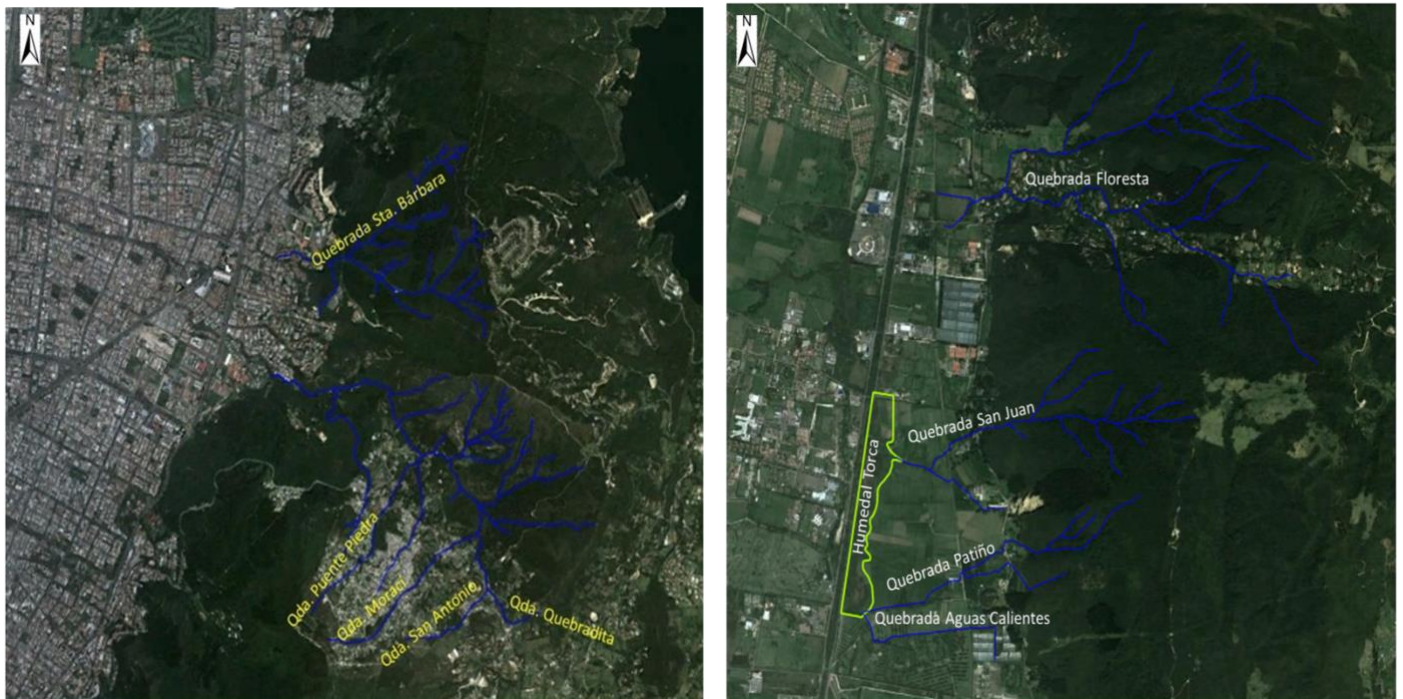 N
Quebrada Sta. Bárbara
Qda. Puente Piedra
Qda. Moraci
Qda. San Antonio
Qda. Quebradita
N
Quebrada Floresta
Quebrada San Juan
Humedal Torca
Quebrada Patiño
Quebrada Aguas Calientes